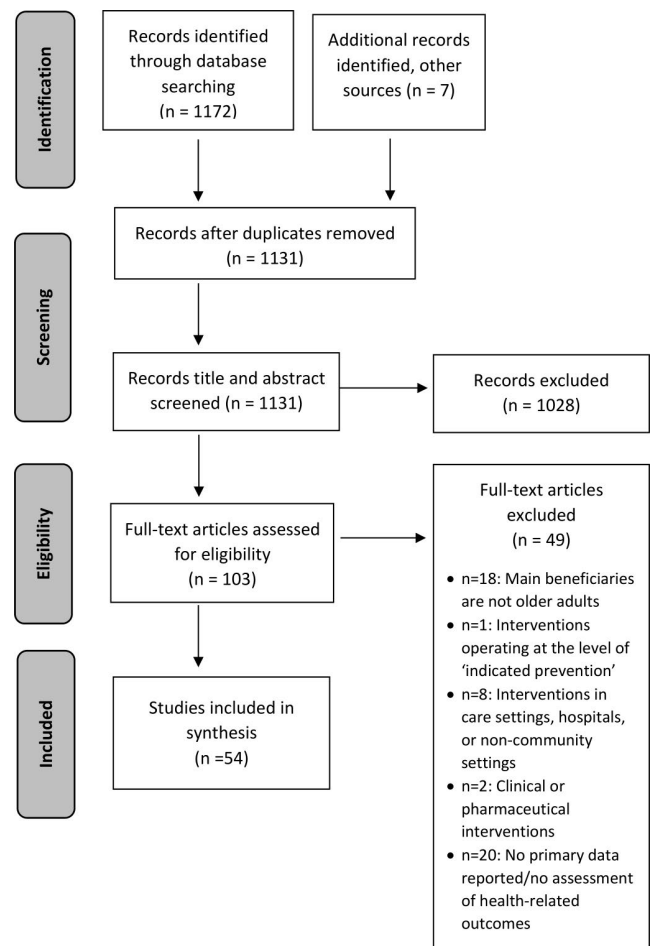 Identification
Records identified
through database
searching
(n = 1172)
Additional records
identified, other
sources (n = 7)
Screening
Records after duplicates removed
(n = 1131)
Records title and abstract
screened (n = 1131)
Records excluded
(n = 1028)
Eligibility
Full-text articles assessed
for eligibility
(n = 103)
Full-text articles
excluded
(n = 49)
• n=18: Main beneficiaries
are not older adults
• n=1: Interventions
operating at the level of
‘indicated prevention’
• n=8: Interventions in
care settings, hospitals,
or non-community
settings
• n=2: Clinical or
pharmaceutical
interventions
• n=20: No primary data
reported/no assessment
of health-related
outcomes
Included
Studies included in
synthesis
(n =54)